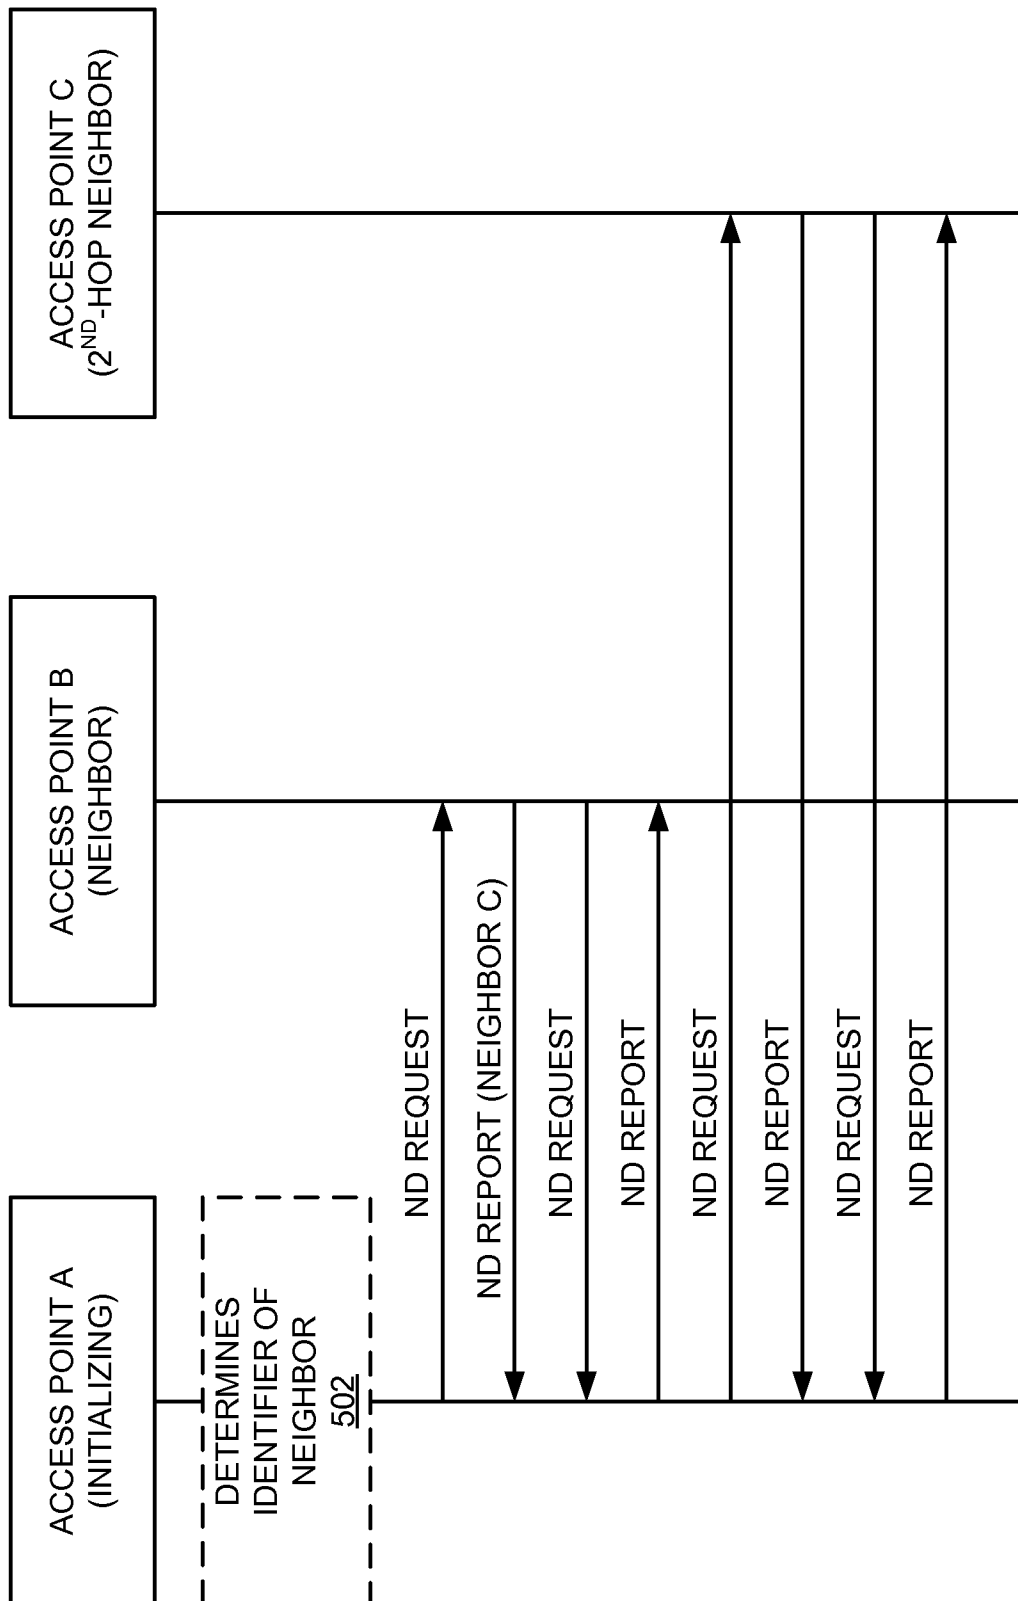 ACCESS POINT A
(INITIALIZING)
ACCESS POINT B
(NEIGHBOR)
ACCESS POINT C
(2ND-HOP NEIGHBOR)
DETERMINES
IDENTIFIER OF
NEIGHBOR
502
ND REQUEST
ND REPORT (NEIGHBOR C)
ND REQUEST
ND REPORT
ND REQUEST
ND REPORT
ND REQUEST
ND REPORT